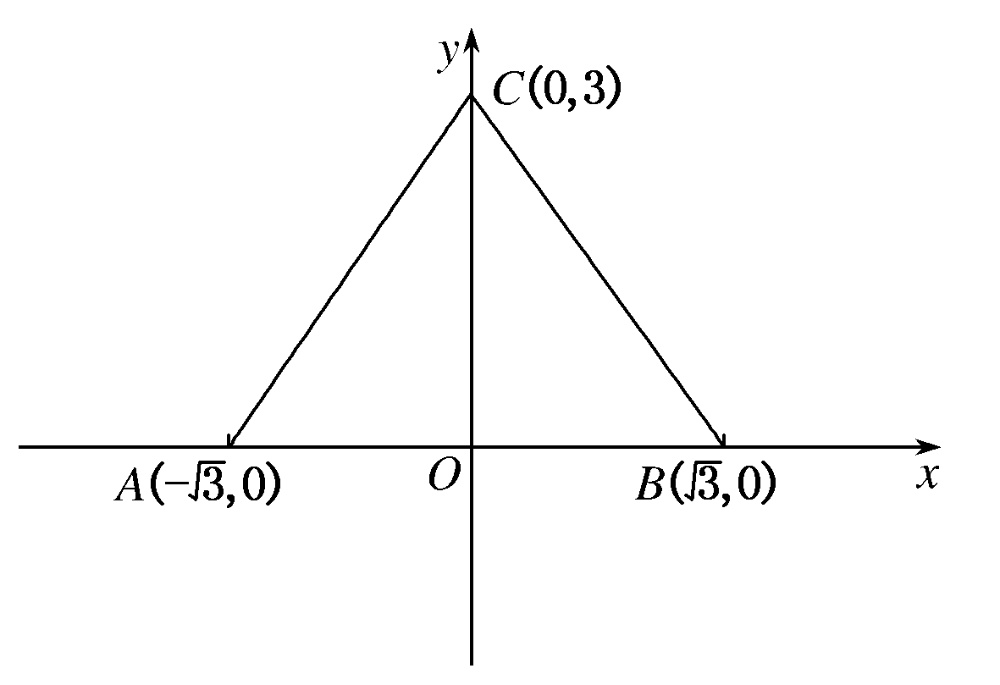 y
C(0,3)
A(-√3,0)
O
B(√3,0)
x